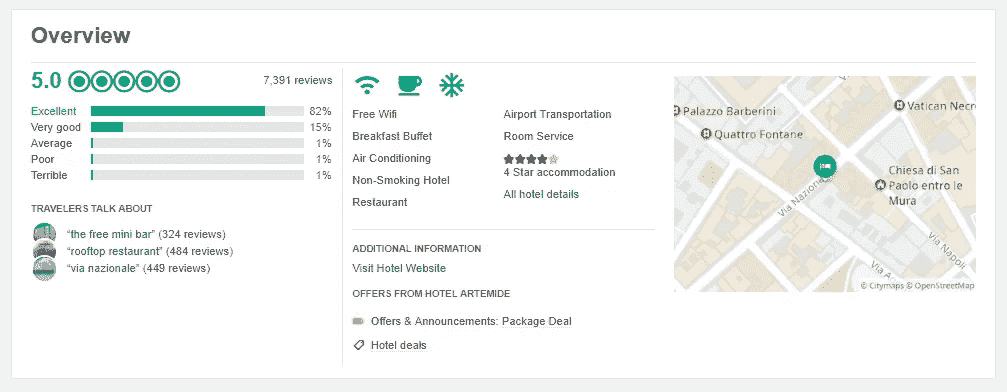 Overview
5.0
7,391 reviews
Excellent 82%
Very good 15%
Average 1%
Poor 1%
Terrible 1%
TRAVELERS TALK ABOUT
“the free mini bar” (324 reviews)
“rooftop restaurant” (484 reviews)
“via nazionale” (449 reviews)
Free Wifi
Breakfast Buffet
Air Conditioning
Non-Smoking Hotel
Restaurant
Airport Transportation
Room Service
4 Star accommodation
All hotel details
ADDITIONAL INFORMATION
Visit Hotel Website
OFFERS FROM HOTEL ARTEMIDE
Offers & Announcements: Package Deal
Hotel deals
Palazzo Barberini
Vatican Necro
Quattro Fontane
Chiesa di San
Paolo entro le
Mura
Via Nazio
Via Napoli
Via A
© Citymaps © OpenStreetMap